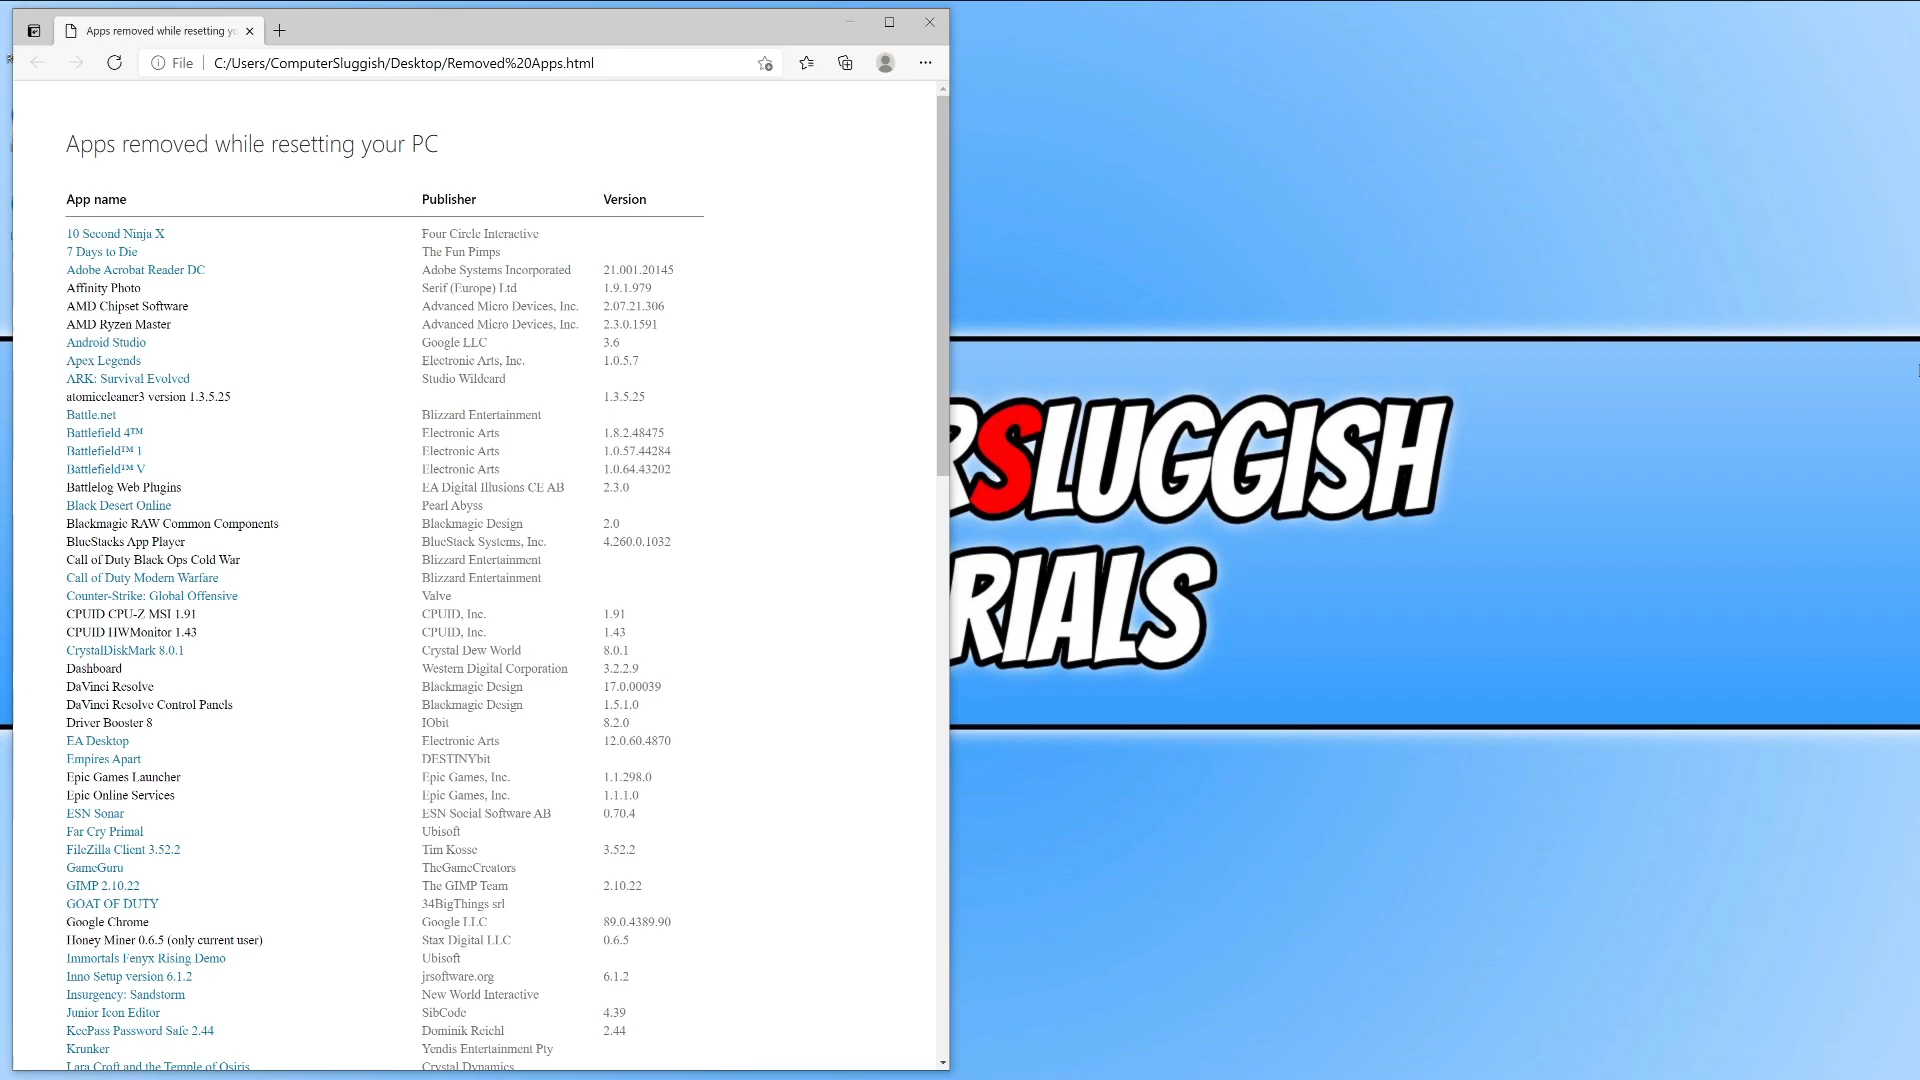 Apps removed while resetting yo
File C:/Users/ComputerSluggish/Desktop/Removed%20Apps.html
Apps removed while resetting your PC
App name Publisher Version
10 Second Ninja X Four Circle Interactive
7 Days to Die The Fun Pimps
Adobe Acrobat Reader DC Adobe Systems Incorporated 21.001.20145
Affinity Photo Serif (Europe) Ltd 1.9.1.979
AMD Chipset Software Advanced Micro Devices, Inc. 2.07.21.306
AMD Ryzen Master Advanced Micro Devices, Inc. 2.3.0.1591
Android Studio Google LLC 3.6
Apex Legends Electronic Arts, Inc. 1.0.5.7
ARK: Survival Evolved Studio Wildcard
atomiccleaner3 version 1.3.5.25 1.3.5.25
Battle.net Blizzard Entertainment
Battlefield 4™ Electronic Arts 1.8.2.48475
Battlefield™ 1 Electronic Arts 1.0.57.44284
Battlefield™ V Electronic Arts 1.0.64.43202
Battlelog Web Plugins EA Digital Illusions CE AB 2.3.0
Black Desert Online Pearl Abyss
Blackmagic RAW Common Components Blackmagic Design 2.0
BlueStacks App Player BlueStack Systems, Inc. 4.260.0.1032
Call of Duty Black Ops Cold War Blizzard Entertainment
Call of Duty Modern Warfare Blizzard Entertainment
Counter-Strike: Global Offensive Valve
CPUID CPU-Z MSI 1.91 CPUID, Inc. 1.91
CPUID HWMonitor 1.43 CPUID, Inc. 1.43
CrystalDiskMark 8.0.1 Crystal Dew World 8.0.1
Dashboard Western Digital Corporation 3.2.2.9
DaVinci Resolve Blackmagic Design 17.0.00039
DaVinci Resolve Control Panels Blackmagic Design 1.5.1.0
Driver Booster 8 IObit 8.2.0
EA Desktop Electronic Arts 12.0.60.4870
Empires Apart DESTINYbit
Epic Games Launcher Epic Games, Inc. 1.1.298.0
Epic Online Services Epic Games, Inc. 1.1.1.0
ESN Sonar ESN Social Software AB 0.70.4
Far Cry Primal Ubisoft
FileZilla Client 3.52.2 Tim Kosse 3.52.2
GameGuru TheGameCreators
GIMP 2.10.22 The GIMP Team 2.10.22
GOAT OF DUTY 34BigThings srl
Google Chrome Google LLC 89.0.4389.90
Honey Miner 0.6.5 (only current user) Stax Digital LLC 0.6.5
Immortals Fenyx Rising Demo Ubisoft
Inno Setup version 6.1.2 jrsoftware.org 6.1.2
Insurgency: Sandstorm New World Interactive
Junior Icon Editor SibCode 4.39
KeePass Password Safe 2.44 Dominik Reichl 2.44
Krunker Yendis Entertainment Pty
Lara Croft and the Temple of Osiris Crystal Dynamics
RSLUGGISH
RIALS